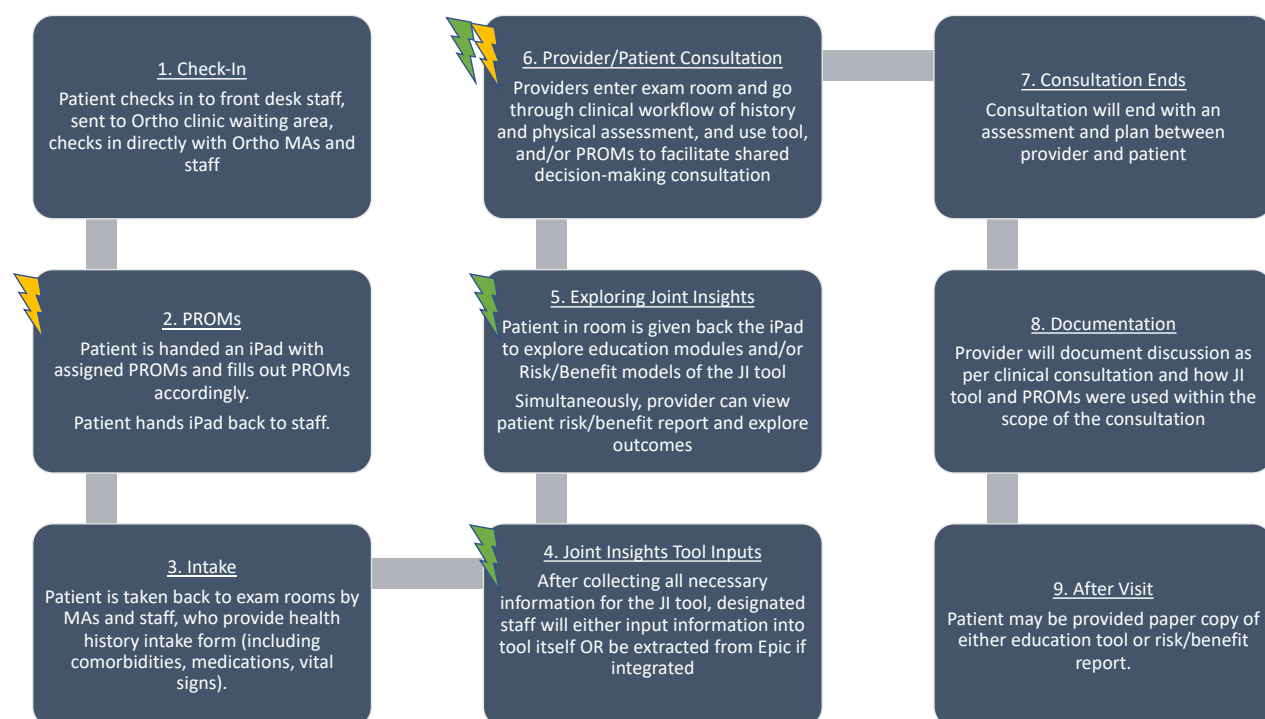 1. Check-In
Patient checks in to front desk staff,
sent to Ortho clinic waiting area,
checks in directly with Ortho MAs and
staff
2. PROMs
Patient is handed an iPad with
assigned PROMs and fills out PROMs
accordingly.
Patient hands iPad back to staff.
3. Intake
Patient is taken back to exam rooms by
MAs and staff, who provide health
history intake form (including
comorbidities, medications, vital
signs).
4. Joint Insights Tool Inputs
After collecting all necessary
information for the JI tool, designated
staff will either input information into
tool itself OR be extracted from Epic if
integrated
5. Exploring Joint Insights
Patient in room is given back the iPad
to explore education modules and/or
Risk/Benefit models of the JI tool
Simultaneously, provider can view
patient risk/benefit report and explore
outcomes
6. Provider/Patient Consultation
Providers enter exam room and go
through clinical workflow of history
and physical assessment, and use tool,
and/or PROMs to facilitate shared
decision-making consultation
7. Consultation Ends
Consultation will end with an
assessment and plan between
provider and patient
8. Documentation
Provider will document discussion as
per clinical consultation and how JI
tool and PROMs were used within the
scope of the consultation
9. After Visit
Patient may be provided paper copy of
either education tool or risk/benefit
report.